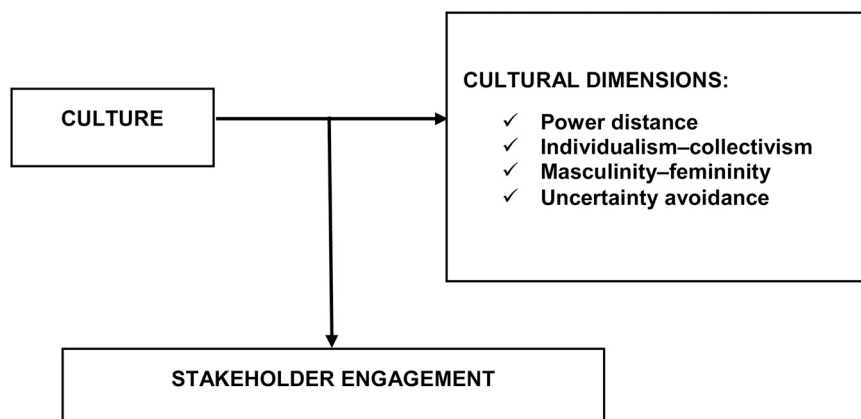 CULTURE
CULTURAL DIMENSIONS:
✓ Power distance
✓ Individualism–collectivism
✓ Masculinity–femininity
✓ Uncertainty avoidance
STAKEHOLDER ENGAGEMENT